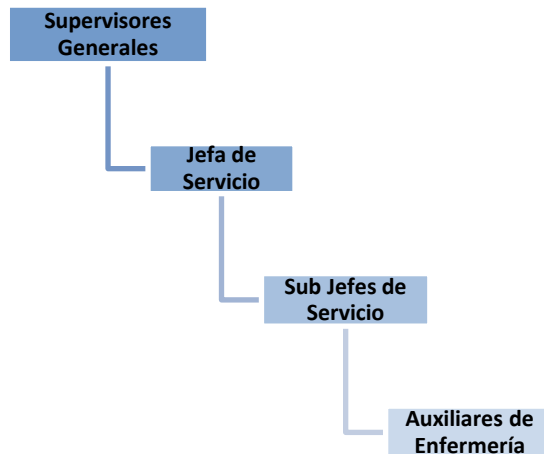 Supervisores
Generales
Jefa de
Servicio
Sub Jefes de
Servicio
Auxiliares de
Enfermería